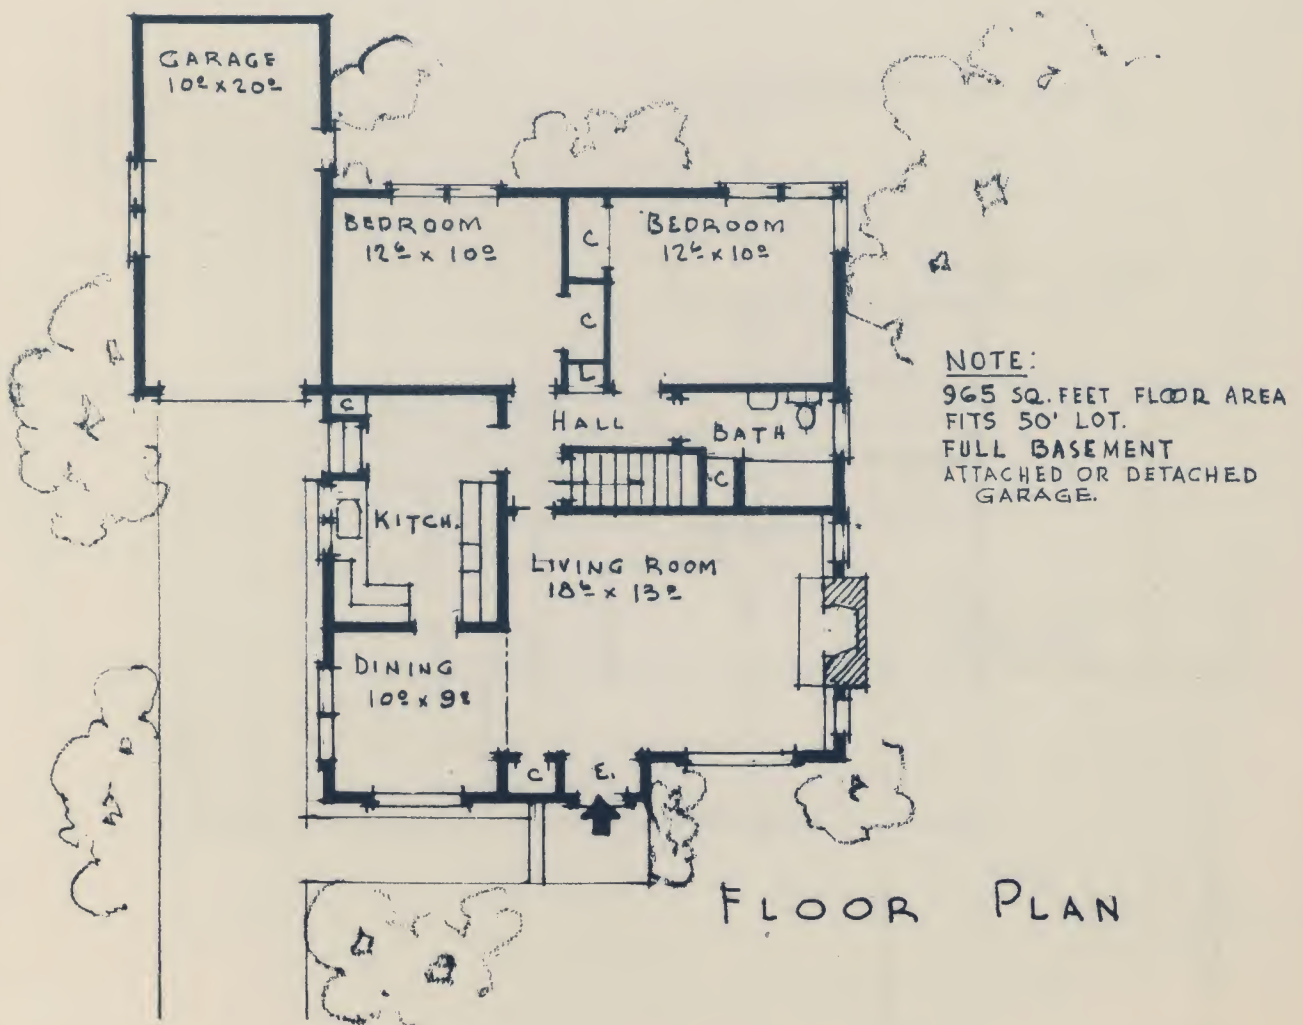 GARAGE
10⁰ x 20⁰
BEDROOM
12⁶ x 10⁰
C
BEDROOM
12⁶ x 10⁰
C
L
C
HALL
BATH
C
KITCH.
LIVING ROOM
18⁶ x 13⁰
DINING
10⁰ x 9²
C
E.
NOTE:
965 SQ. FEET FLOOR AREA
FITS 50' LOT.
FULL BASEMENT
ATTACHED OR DETACHED
GARAGE.
FLOOR PLAN